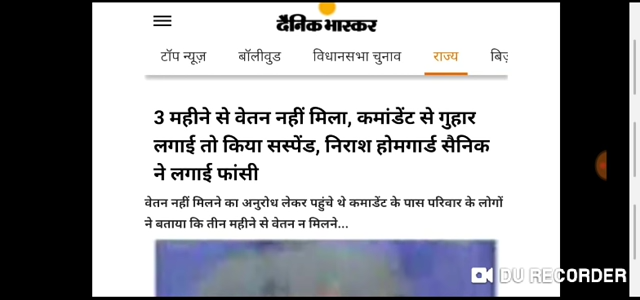 दैनिक भास्कर
टॉप न्यूज़ बॉलीवुड विधानसभा चुनाव राज्य
3 महीने से वेतन नहीं मिला, कमांडेंट से गुहार
लगाई तो किया सस्पेंड, निराश होमगार्ड सैनिक
ने लगाई फांसी
वेतन नहीं मिलने का अनुरोध लेकर पहुंचे थे कमाडेंट के पास परिवार के लोगों
ने बताया कि तीन महीने से वेतन न मिलने...
DU RECORDER